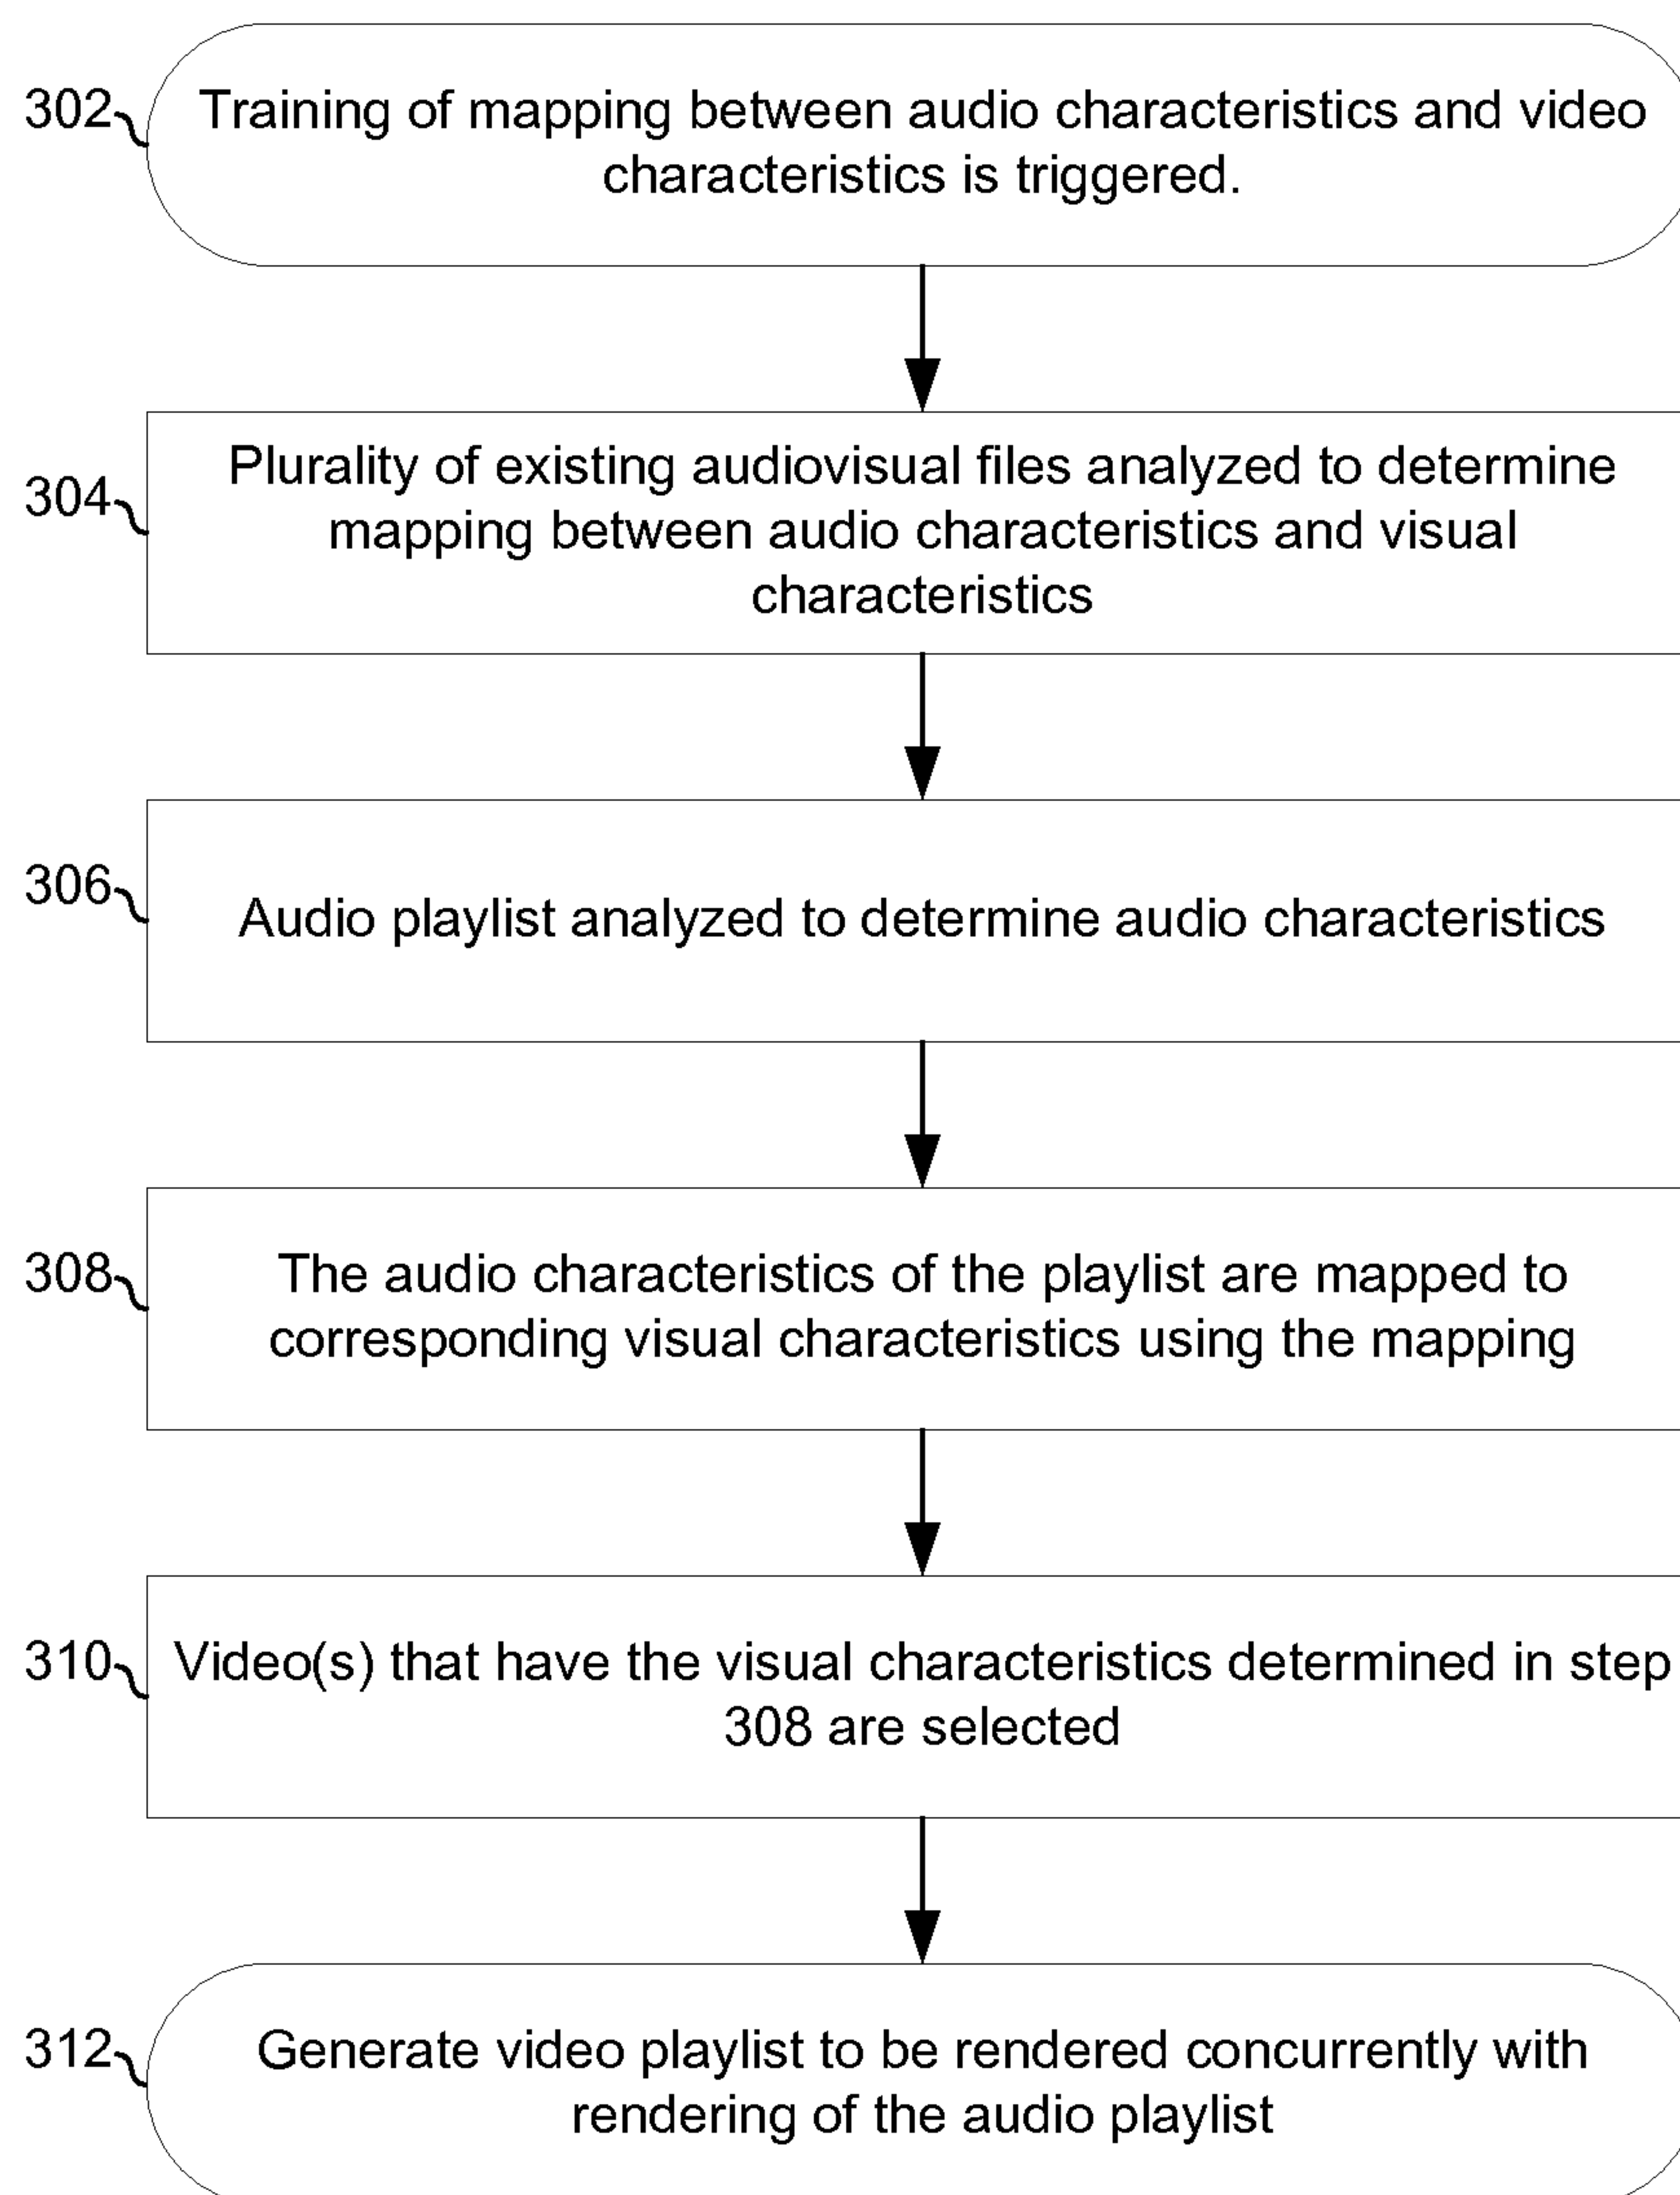 302
Training of mapping between audio characteristics and video
characteristics is triggered.
304
Plurality of existing audiovisual files analyzed to determine
mapping between audio characteristics and visual
characteristics
306
Audio playlist analyzed to determine audio characteristics
308
The audio characteristics of the playlist are mapped to
corresponding visual characteristics using the mapping
310
Video(s) that have the visual characteristics determined in step
308 are selected
312
Generate video playlist to be rendered concurrently with
rendering of the audio playlist